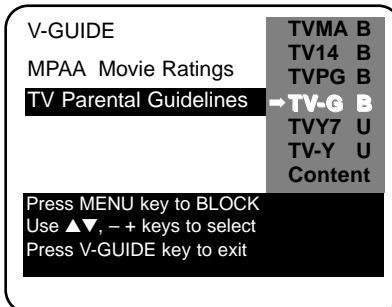 V-GUIDE
MPAA Movie Ratings
TV Parental Guidelines
TVMA B
TV14 B
TVPG B
➡TV-G B
TVY7 U
TV-Y U
Content
Press MENU key to BLOCK
Use ▲▼, – + keys to select
Press V-GUIDE key to exit